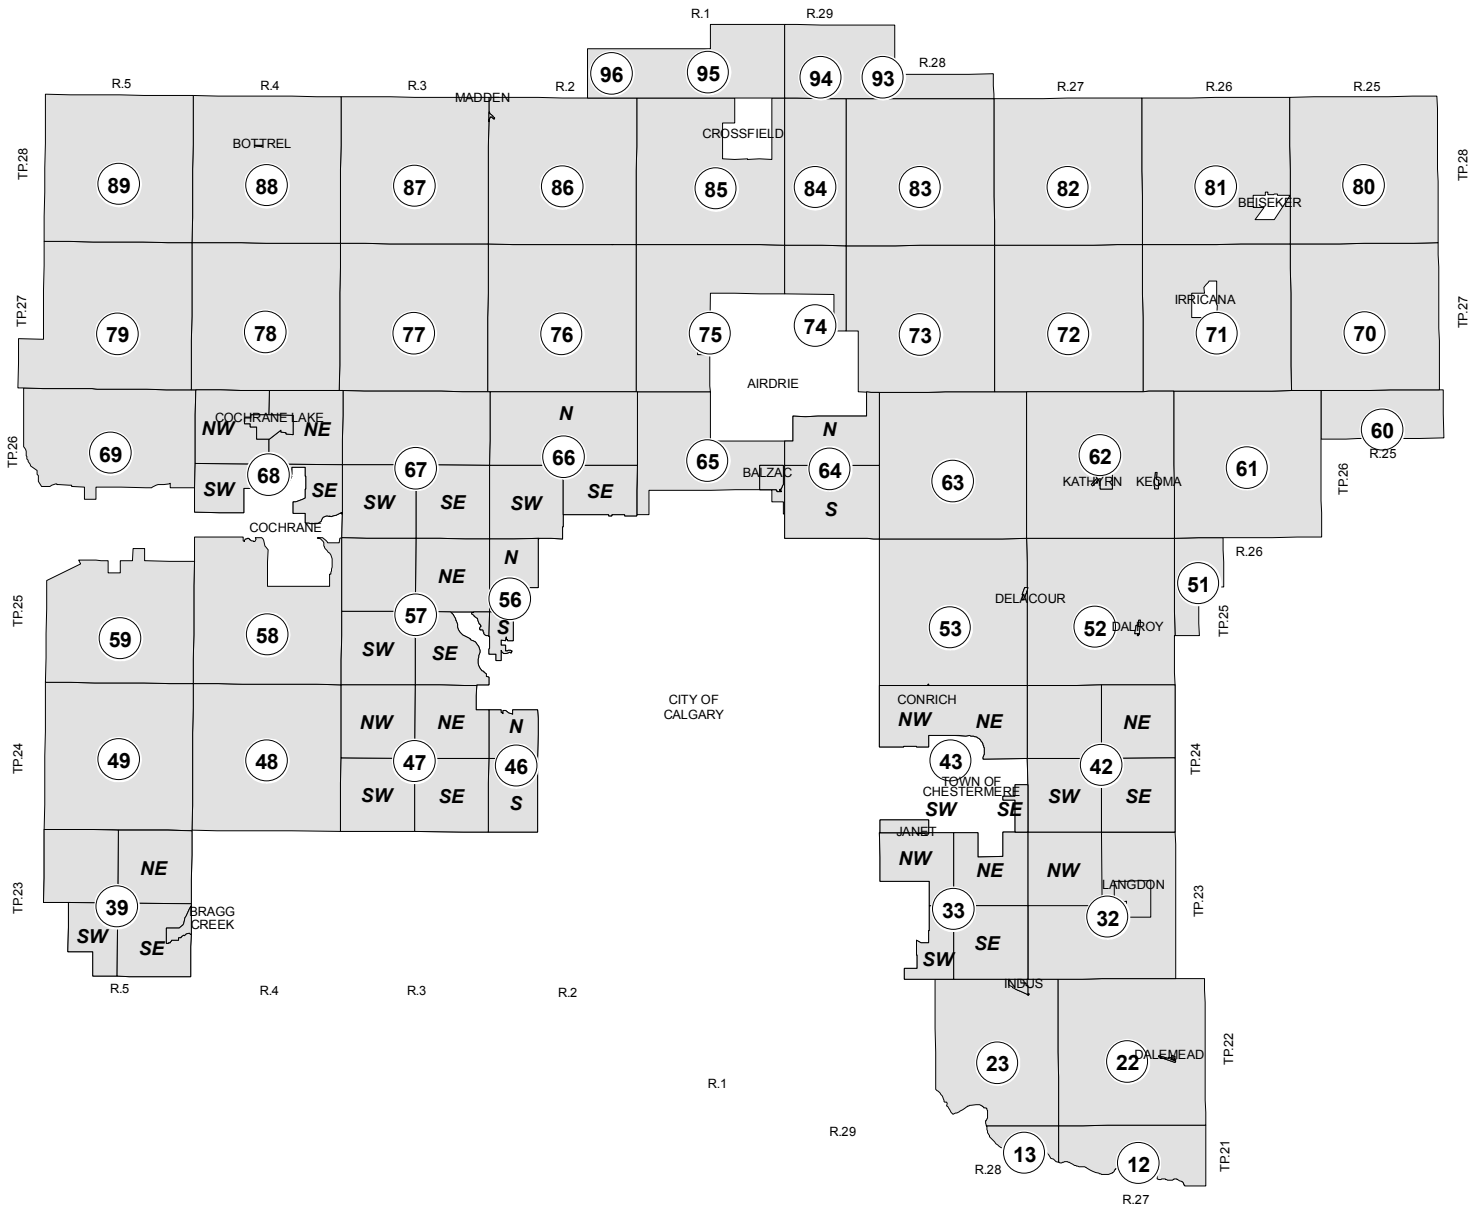 R.1
R.29
96
95
94
93
R.28
R.5
R.4
R.3
R.2
R.27
R.26
R.25
MADDEN
BOTTREL
CROSSFIELD
TP.28
TP.28
89
88
87
86
85
84
83
82
81
80
BEISEKER
IRRICANA
TP.27
TP.27
79
78
77
76
75
74
73
72
71
70
AIRDRIE
COCHRANE LAKE
NW
NE
N
N
60
R.25
TP.26
69
68
67
66
65
BALZAC
64
63
62
61
KATHYRN
KEOMA
TP.26
SW
SE
SW
SE
SW
SE
S
COCHRANE
NE
N
R.26
51
TP.25
59
58
57
56
S
SW
SE
DELACOUR
53
52
DALROY
TP.25
CITY OF
CALGARY
CONRICH
NW
NE
NE
NW
NE
N
TP.24
49
48
47
46
43
42
TP.24
TOWN OF
CHESTERMERE
SW
SE
S
SW
SE
SW
SE
JANET
NW
NE
NW
NE
LANGDON
TP.23
39
BRAGG
CREEK
33
32
TP.23
SW
SE
SE
SW
INDUS
R.5
R.4
R.3
R.2
23
22
DALEMEAD
TP.22
R.1
R.29
13
12
R.28
TP.21
R.27